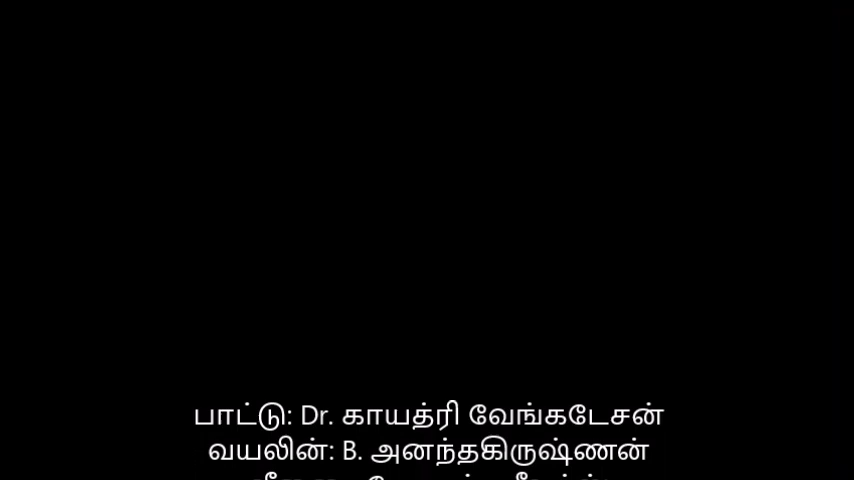 பாட்டு: Dr. காயத்ரி வேங்கடேசன்
வயலின்: B. அனந்தகிருஷ்ணன்